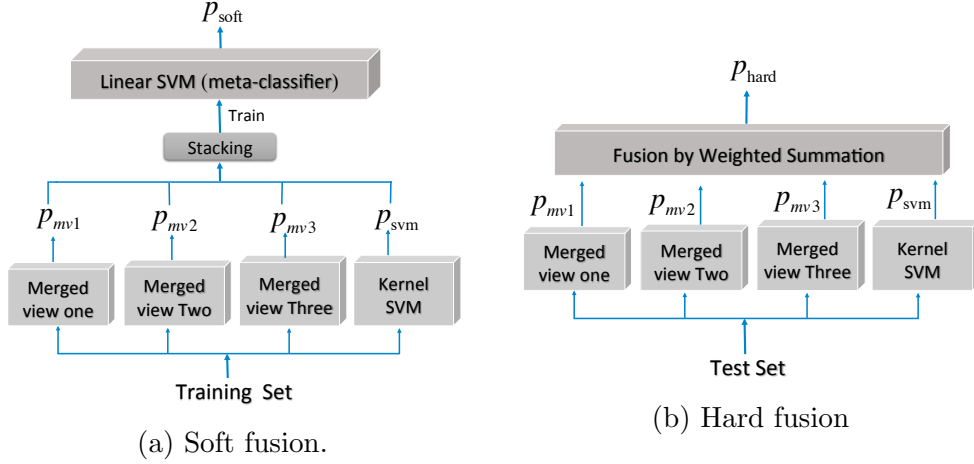 p_soft
Linear SVM (meta-classifier)
Train
Stacking
p_mv1 p_mv2 p_mv3 p_svm
Merged view one
Merged view Two
Merged view Three
Kernel SVM
Training Set
(a) Soft fusion.
p_hard
Fusion by Weighted Summation
p_mv1 p_mv2 p_mv3 p_svm
Merged view one
Merged view Two
Merged view Three
Kernel SVM
Test Set
(b) Hard fusion